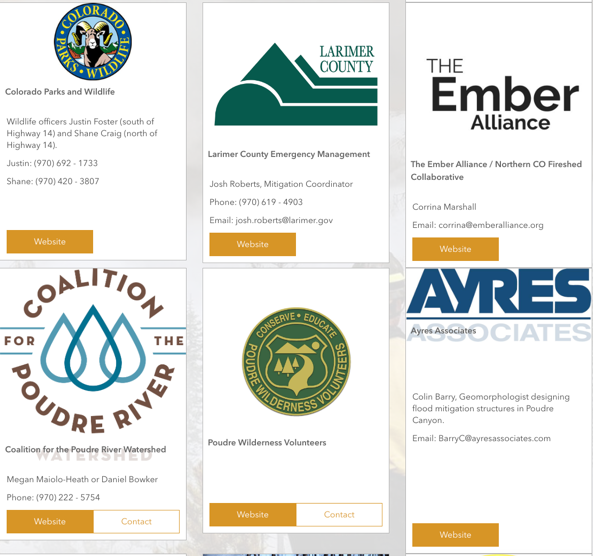 COLORADO
PARKS • WILDLIFE
Colorado Parks and Wildlife
Wildlife officers Justin Foster (south of
Highway 14) and Shane Craig (north of
Highway 14).
Justin: (970) 692 - 1733
Shane: (970) 420 - 3807
Website
LARIMER
COUNTY
Larimer County Emergency Management
Josh Roberts, Mitigation Coordinator
Phone: (970) 619 - 4903
Email: josh.roberts@larimer.gov
Website
THE
Ember
Alliance
The Ember Alliance / Northern CO Fireshed
Collaborative
Corrina Marshall
Email: corrina@emberalliance.org
Website
COALITION
FOR THE
POUDRE RIVER
WATERSHED
Coalition for the Poudre River Watershed
Megan Maiolo-Heath or Daniel Bowker
Phone: (970) 222 - 5754
Website
Contact
CONSERVE • EDUCATE
POUDRE WILDERNESS VOLUNTEERS
Poudre Wilderness Volunteers
Website
Contact
AYRES
ASSOCIATES
Ayres Associates
Colin Barry, Geomorphologist designing
flood mitigation structures in Poudre
Canyon.
Email: BarryC@ayresassociates.com
Website